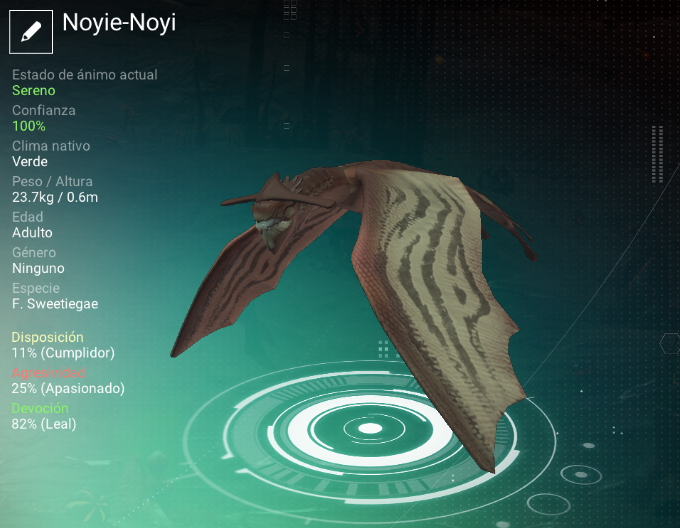 Noyie-Noyi
Estado de ánimo actual
Sereno
Confianza
100%
Clima nativo
Verde
Peso / Altura
23.7kg / 0.6m
Edad
Adulto
Género
Ninguno
Especie
F. Sweetiegae
Disposición
11% (Cumplidor)
Agresividad
25% (Apasionado)
Devoción
82% (Leal)